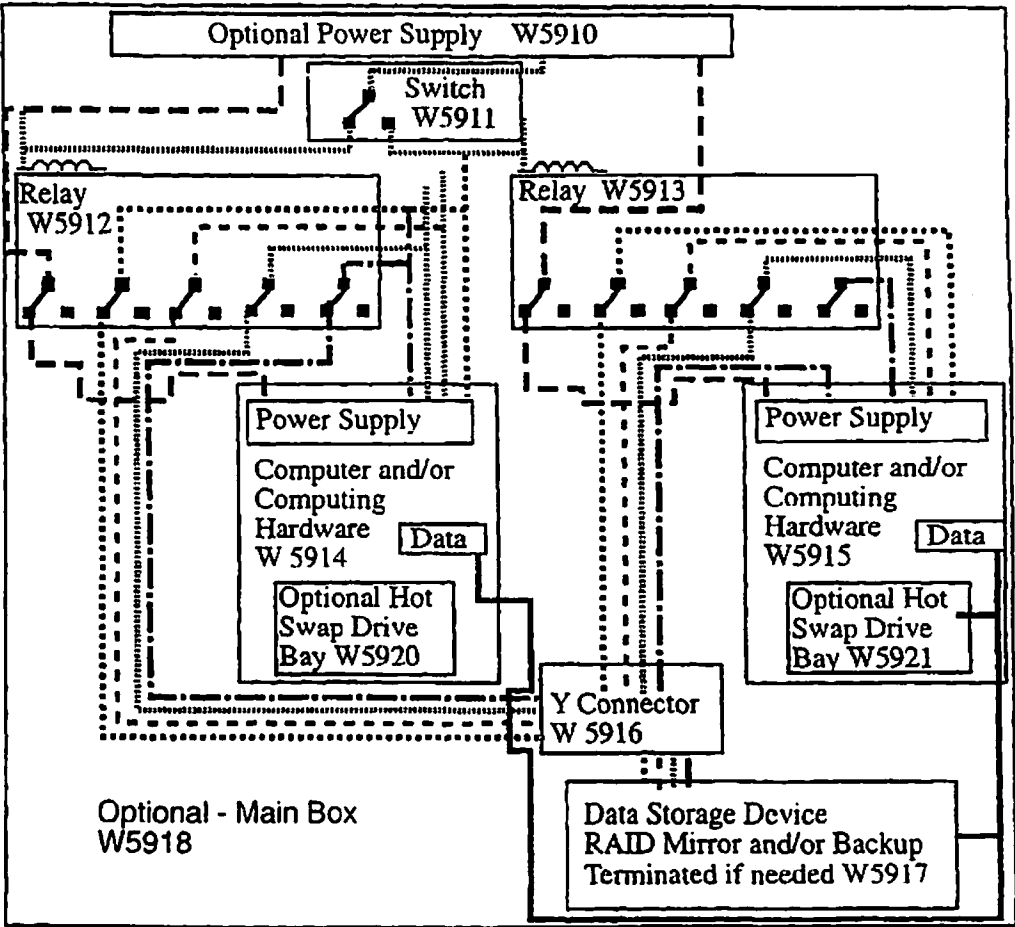 Optional Power Supply W5910
Switch
W5911
Relay
W5912
Relay W5913
Power Supply
Computer and/or
Computing
Hardware
W 5914
Data
Optional Hot
Swap Drive
Bay W5920
Power Supply
Computer and/or
Computing
Hardware
W5915
Data
Optional Hot
Swap Drive
Bay W5921
Y Connector
W 5916
Optional - Main Box
W5918
Data Storage Device
RAID Mirror and/or Backup
Terminated if needed W5917